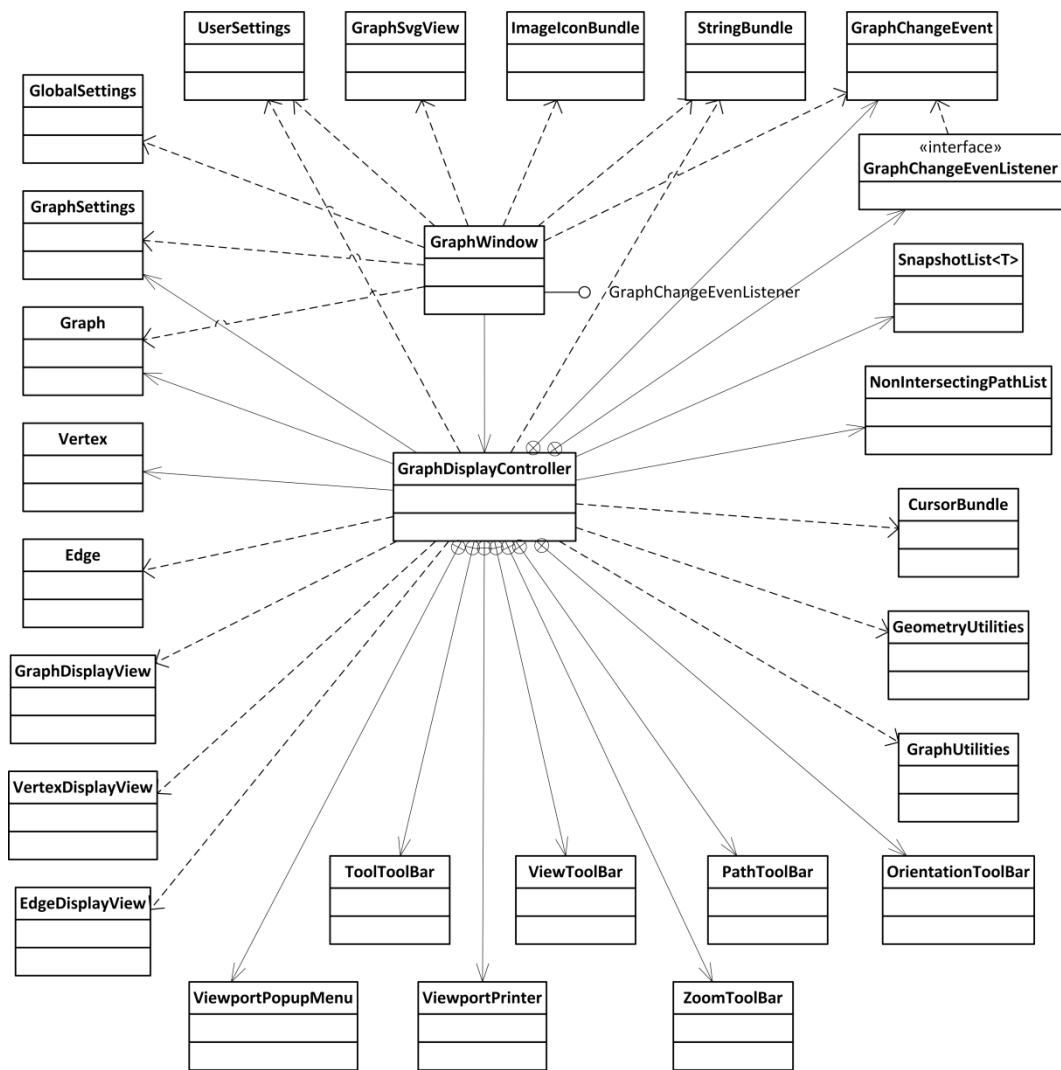 UserSettings
GraphSvgView
ImageIconBundle
StringBundle
GraphChangeEvent
GlobalSettings
«interface»
GraphChangeEvenListener
GraphSettings
GraphWindow
SnapshotList<T>
GraphChangeEvenListener
Graph
NonIntersectingPathList
Vertex
GraphDisplayController
CursorBundle
Edge
GeometryUtilities
GraphDisplayView
GraphUtilities
VertexDisplayView
ToolToolBar
ViewToolBar
PathToolBar
OrientationToolBar
EdgeDisplayView
ViewportPopupMenu
ViewportPrinter
ZoomToolBar